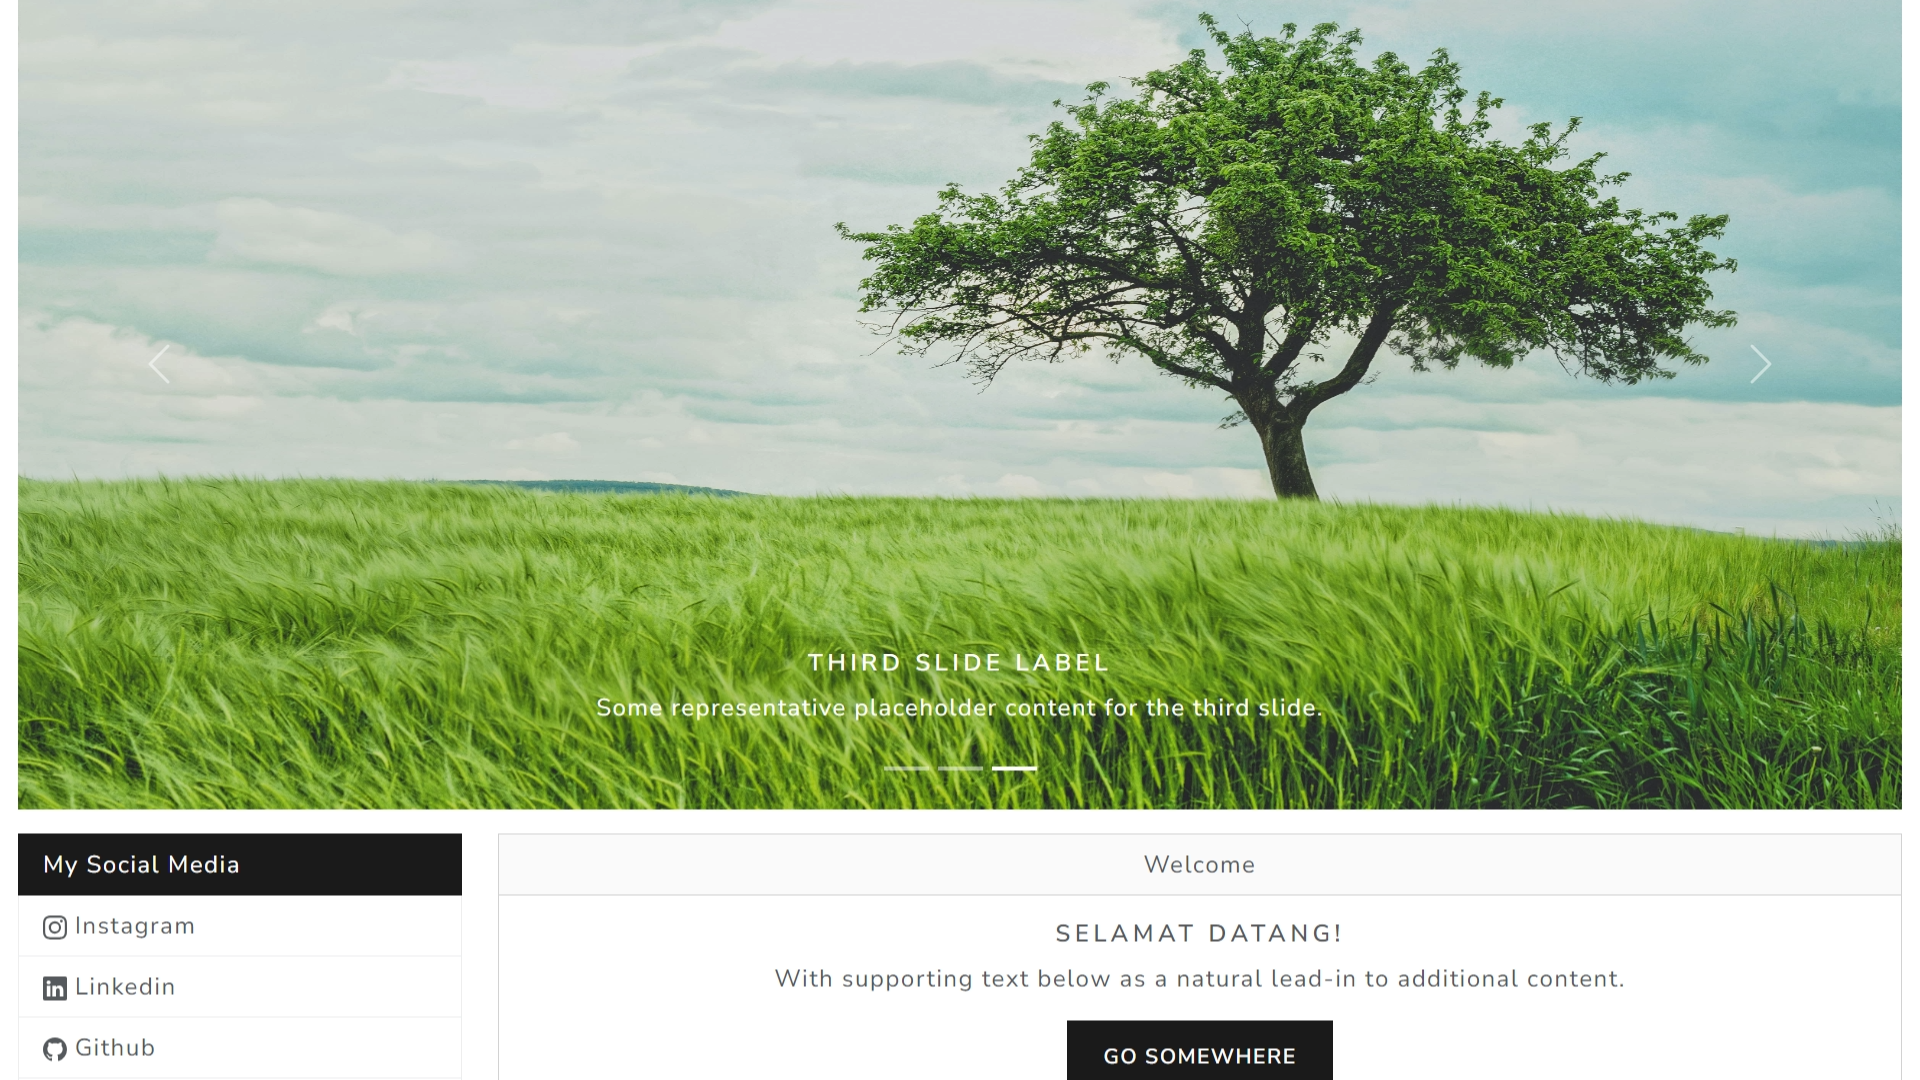 THIRD SLIDE LABEL
Some representative placeholder content for the third slide.
My Social Media
Instagram
Linkedin
Github
Welcome
SELAMAT DATANG!
With supporting text below as a natural lead-in to additional content.
GO SOMEWHERE